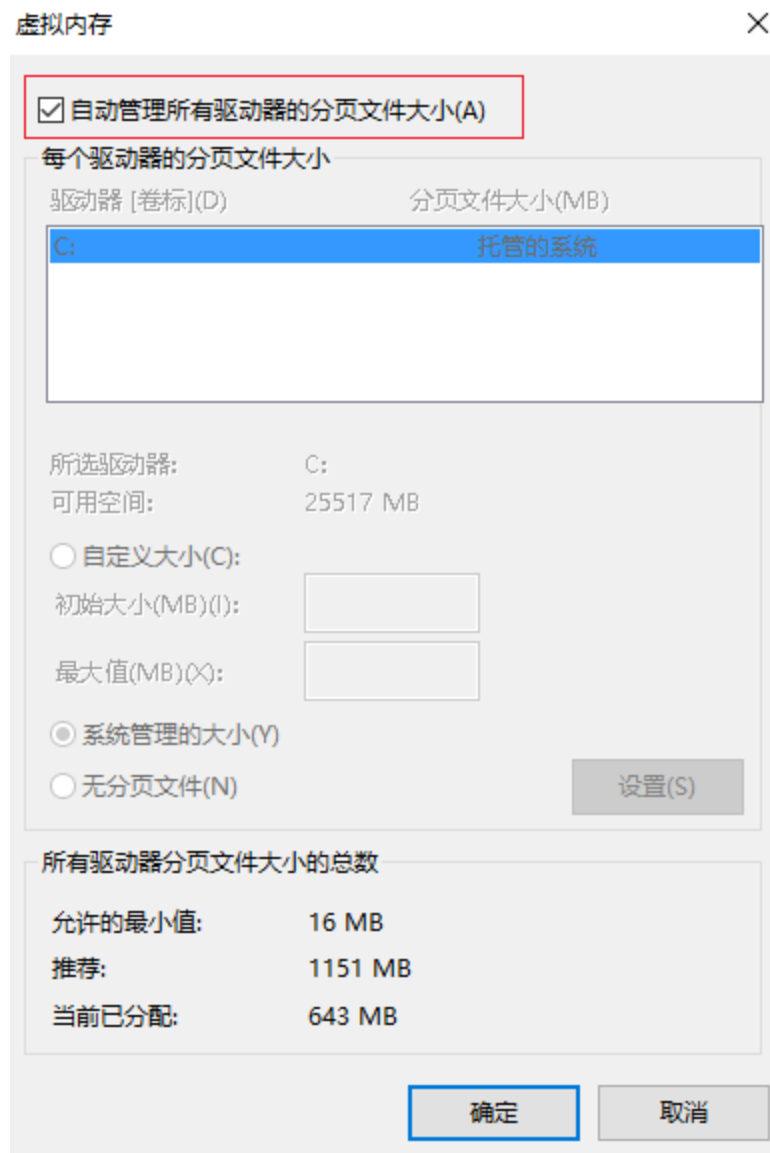 虚拟内存
自动管理所有驱动器的分页文件大小(A)
每个驱动器的分页文件大小
驱动器 [卷标](D) 分页文件大小(MB)
C: 托管的系统
所选驱动器: C:
可用空间: 25517 MB
自定义大小(C):
初始大小(MB)(I):
最大值(MB)(X):
系统管理的大小(Y)
无分页文件(N) 设置(S)
所有驱动器分页文件大小的总数
允许的最小值: 16 MB
推荐: 1151 MB
当前已分配: 643 MB
确定 取消